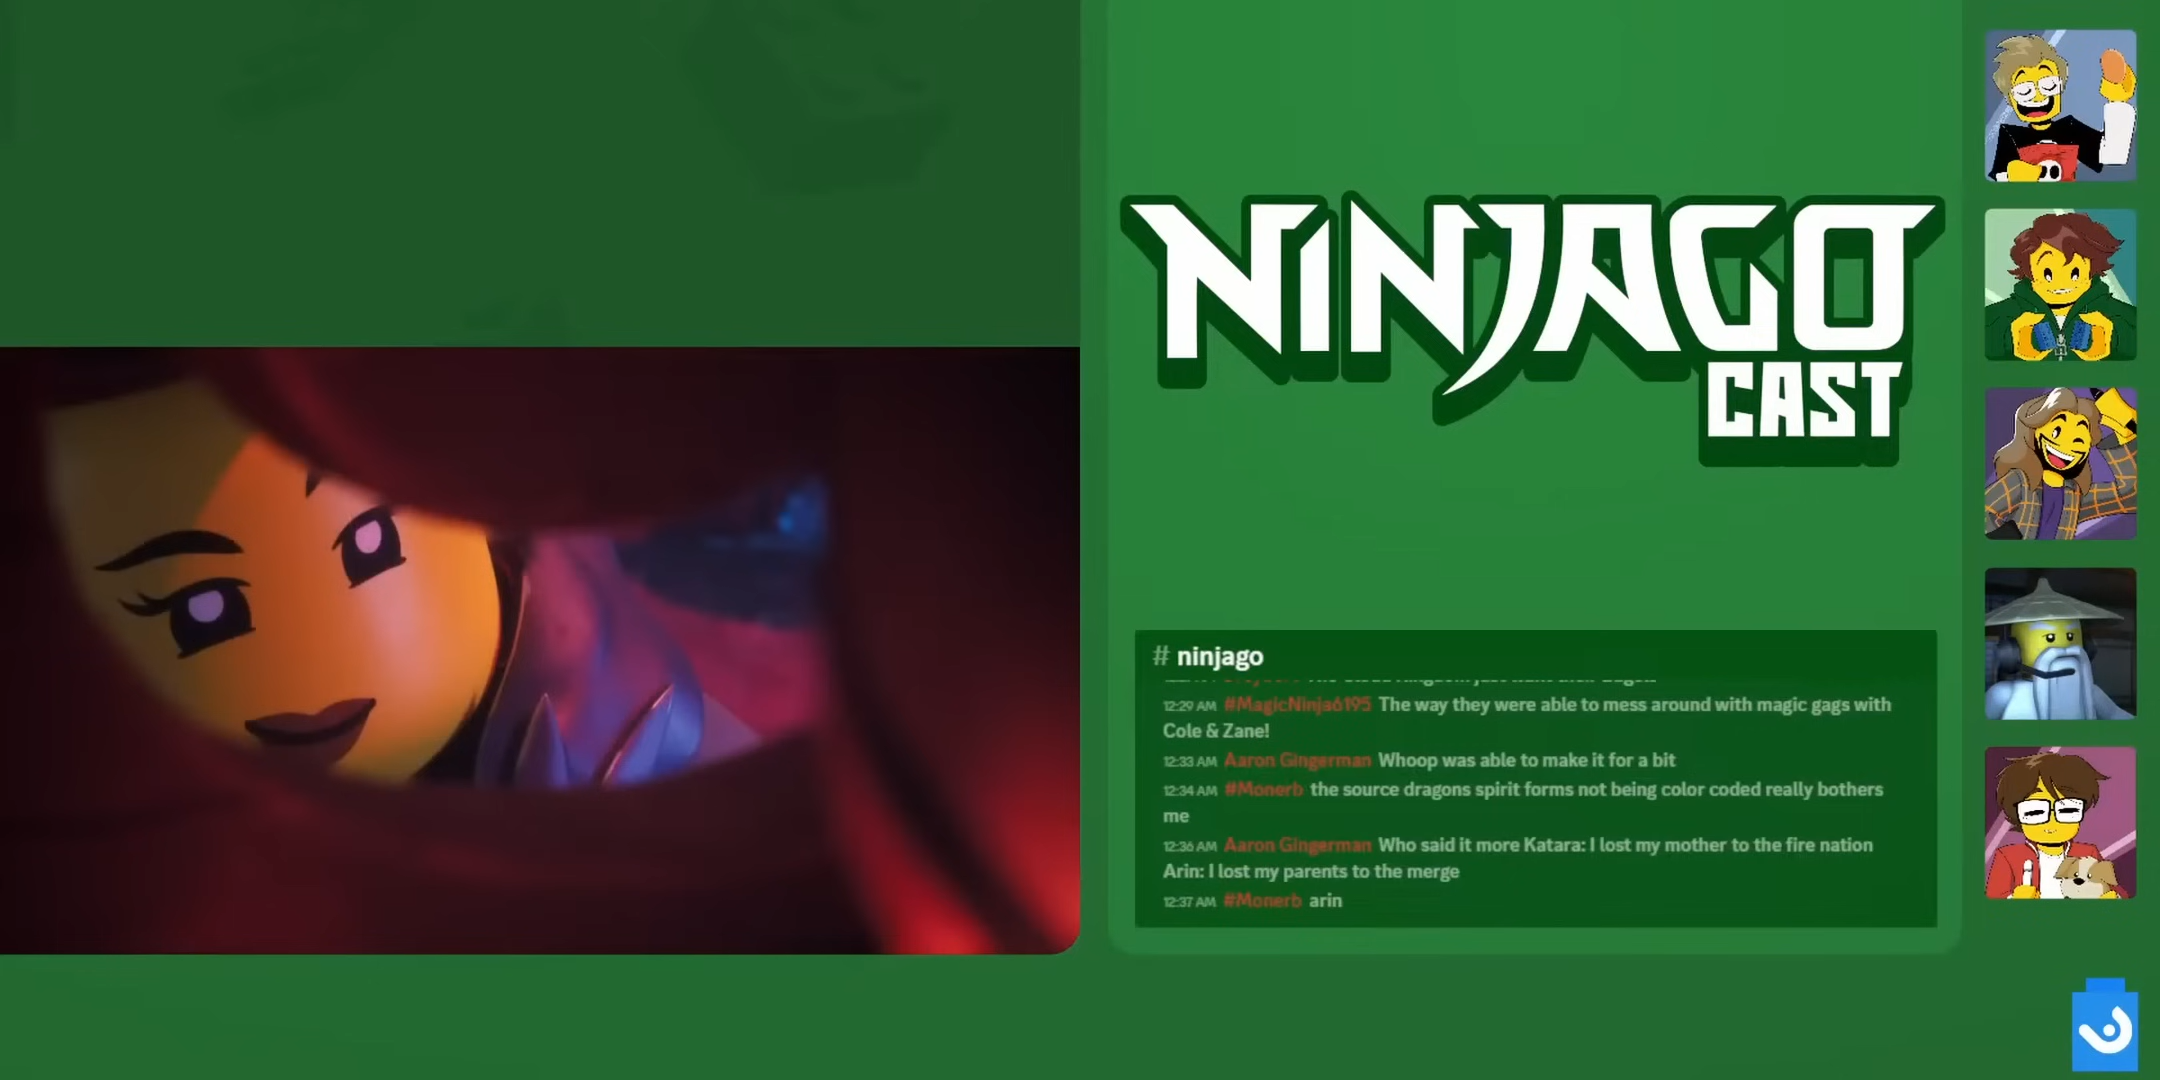 NINJAGO
CAST
# ninjago
12:29 AM #MagicNinja6195 The way they were able to mess around with magic gags with
Cole & Zane!
12:33 AM Aaron Gingerman Whoop was able to make it for a bit
12:34 AM #Monerb the source dragons spirit forms not being color coded really bothers
me
12:36 AM Aaron Gingerman Who said it more Katara: I lost my mother to the fire nation
Arin: I lost my parents to the merge
12:37 AM #Monerb arin